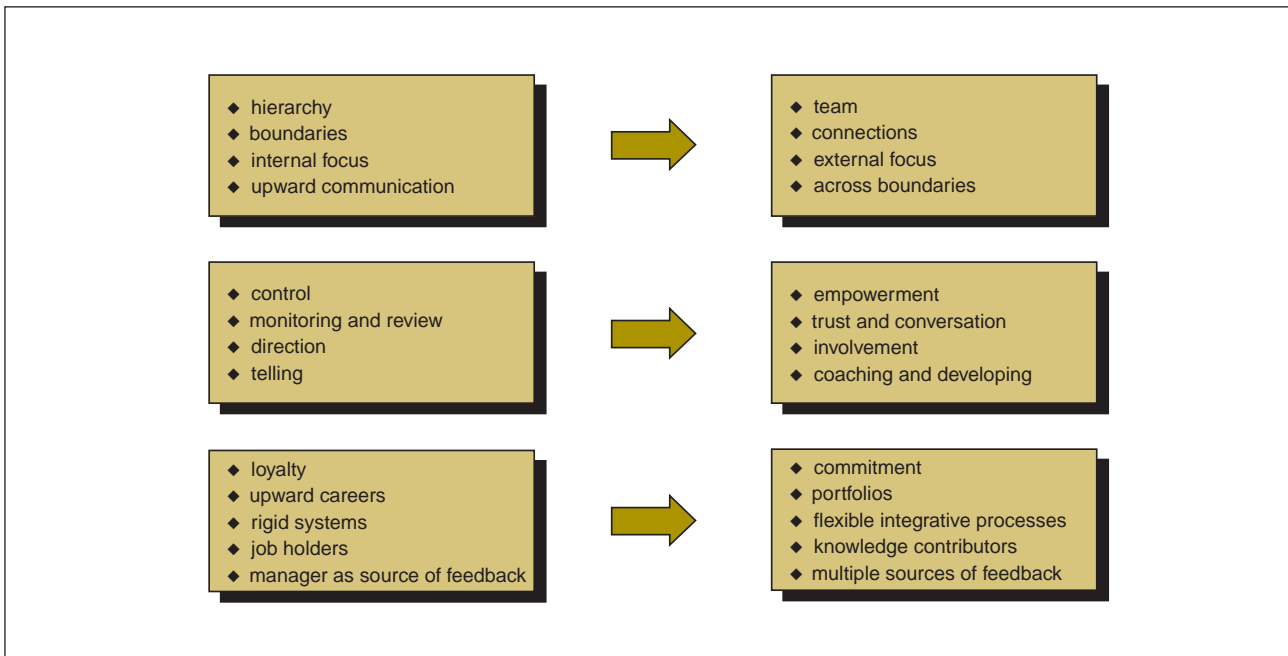 ◆ hierarchy
◆ boundaries
◆ internal focus
◆ upward communication
◆ team
◆ connections
◆ external focus
◆ across boundaries
◆ control
◆ monitoring and review
◆ direction
◆ telling
◆ empowerment
◆ trust and conversation
◆ involvement
◆ coaching and developing
◆ loyalty
◆ upward careers
◆ rigid systems
◆ job holders
◆ manager as source of feedback
◆ commitment
◆ portfolios
◆ flexible integrative processes
◆ knowledge contributors
◆ multiple sources of feedback